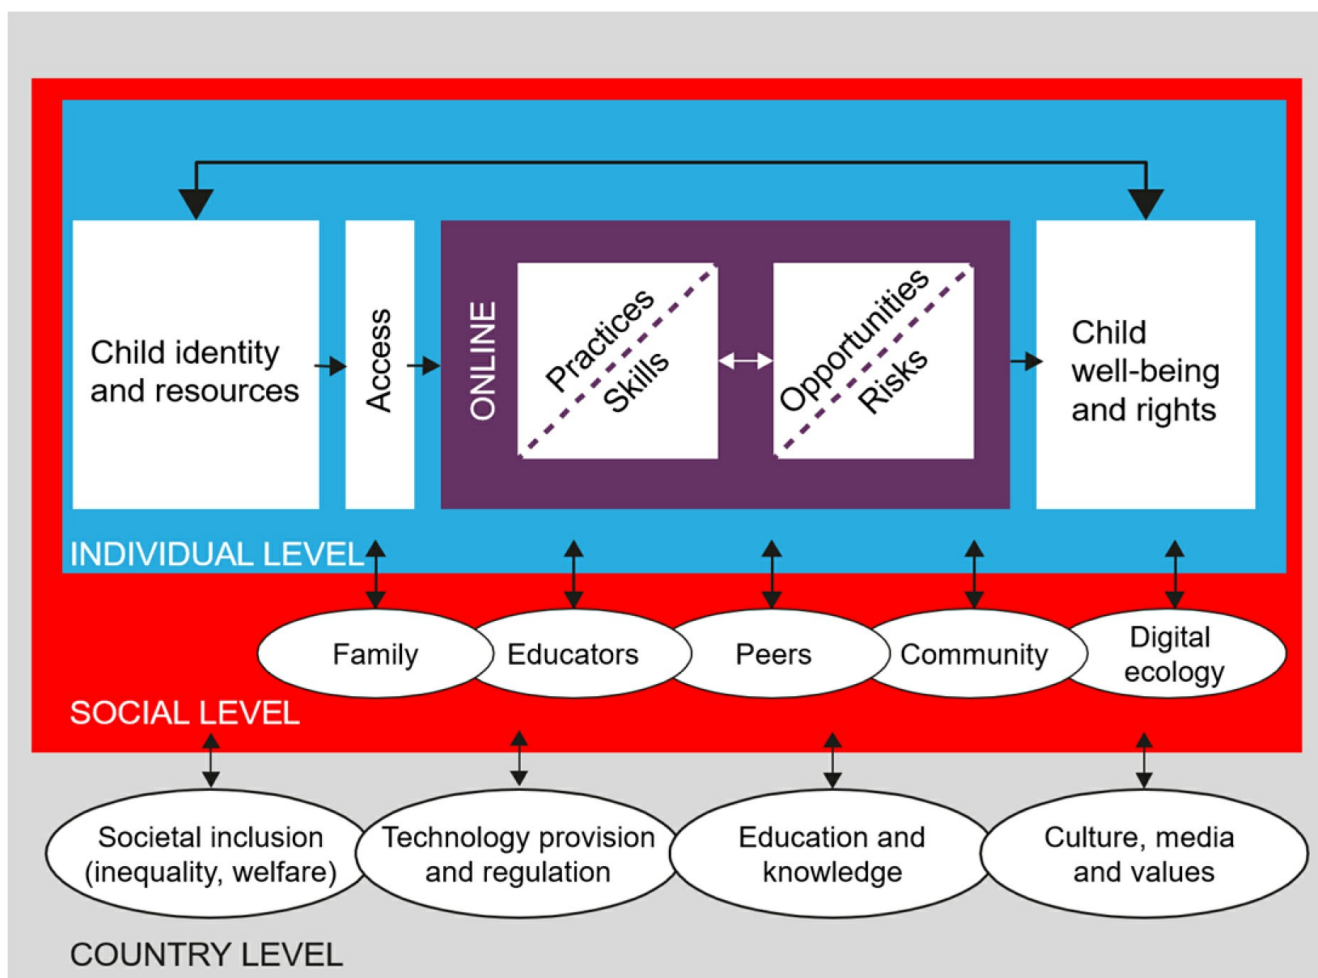 Child identity
and resources
Access
ONLINE
Practices
Skills
Opportunities
Risks
Child
well-being
and rights
INDIVIDUAL LEVEL
Family
Educators
Peers
Community
Digital
ecology
SOCIAL LEVEL
Societal inclusion
(inequality, welfare)
Technology provision
and regulation
Education and
knowledge
Culture, media
and values
COUNTRY LEVEL